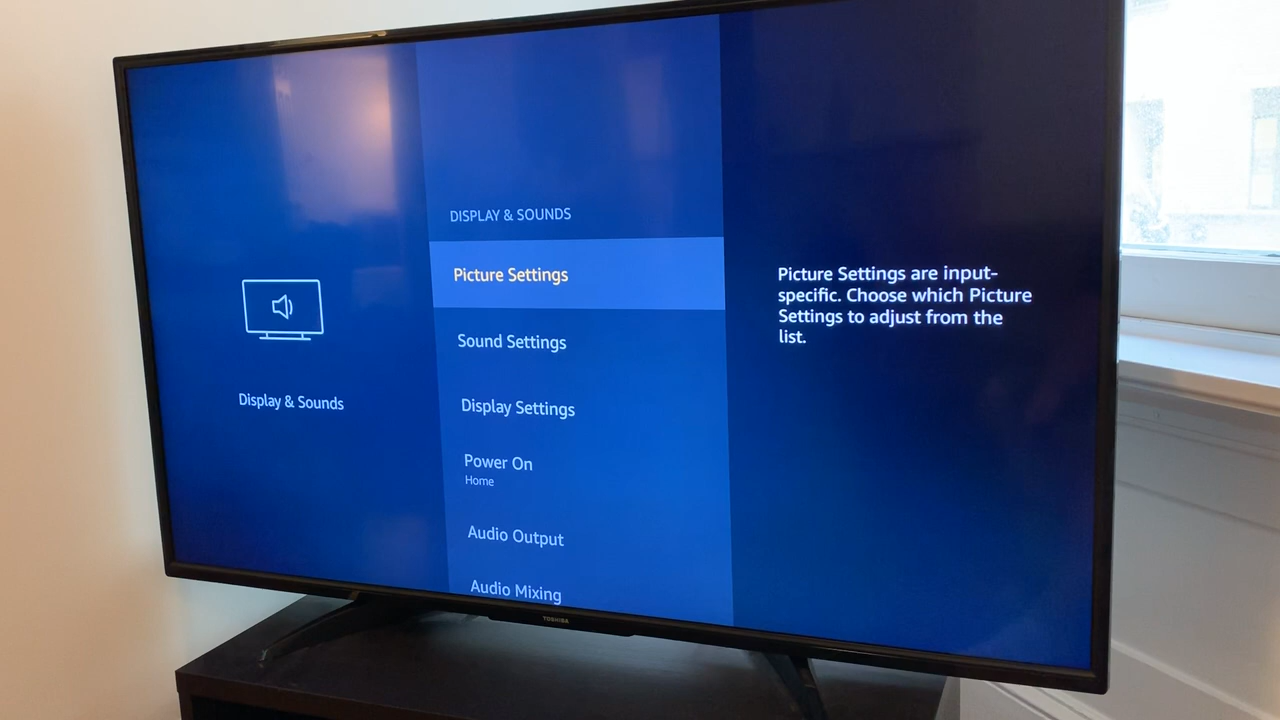 DISPLAY & SOUNDS
Picture Settings
Sound Settings
Display Settings
Power On
Home
Audio Output
Audio Mixing
Display & Sounds
Picture Settings are input-
specific. Choose which Picture
Settings to adjust from the
list.
TOSHIBA